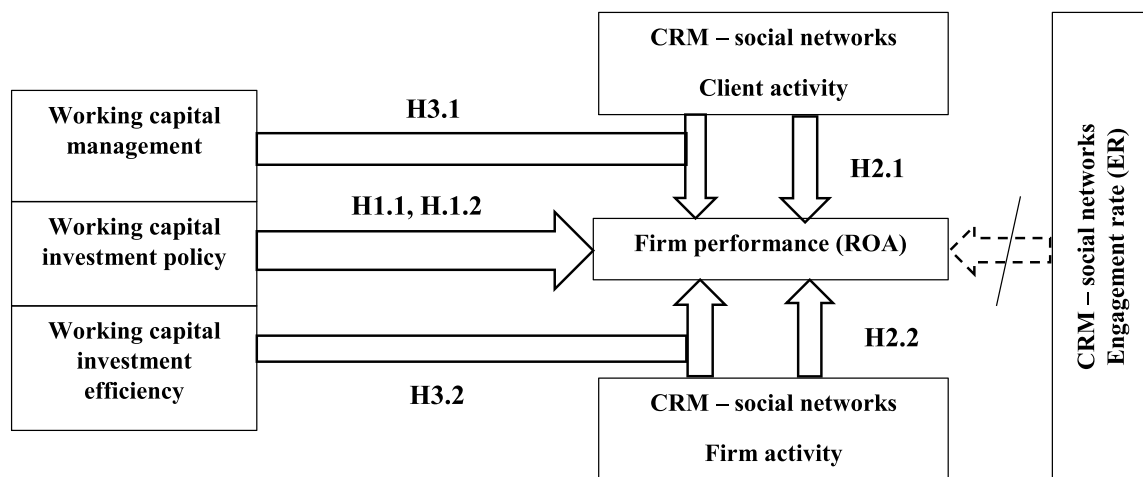 CRM – social networks
Client activity
Working capital
management
H3.1
H2.1
H1.1, H.1.2
Working capital
investment policy
Firm performance (ROA)
CRM – social networks
Engagement rate (ER)
Working capital
investment
efficiency
H2.2
H3.2
CRM – social networks
Firm activity